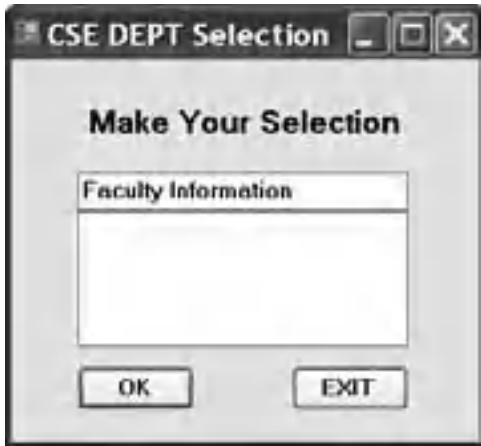 CSE DEPT Selection
Make Your Selection
Faculty Information
OK
EXIT